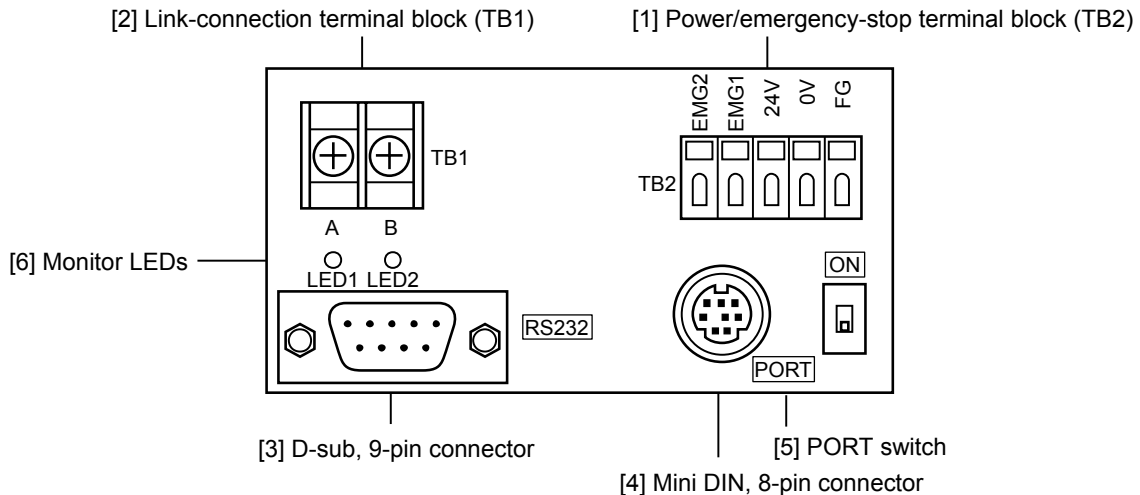 [2] Link-connection terminal block (TB1)
[1] Power/emergency-stop terminal block (TB2)
EMG2
EMG1
24V
0V
FG
TB1
TB2
A B
[6] Monitor LEDs
LED1 LED2
ON
RS232
PORT
[3] D-sub, 9-pin connector
[5] PORT switch
[4] Mini DIN, 8-pin connector